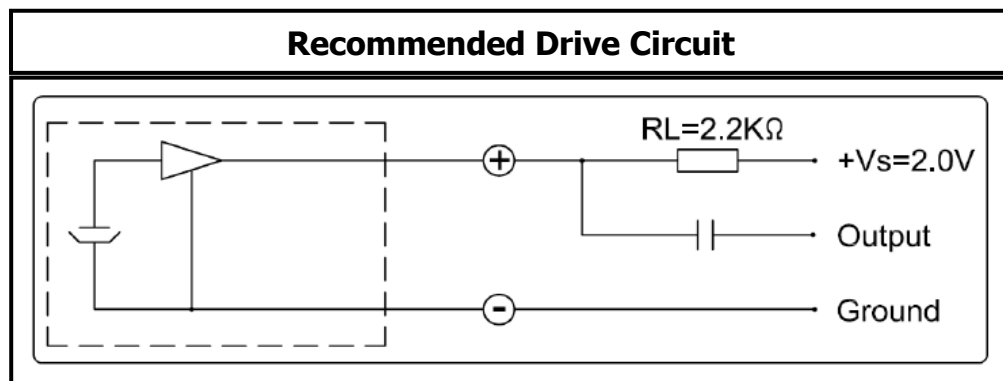 Recommended Drive Circuit
RL=2.2KΩ
+
+Vs=2.0V
Output
-
Ground